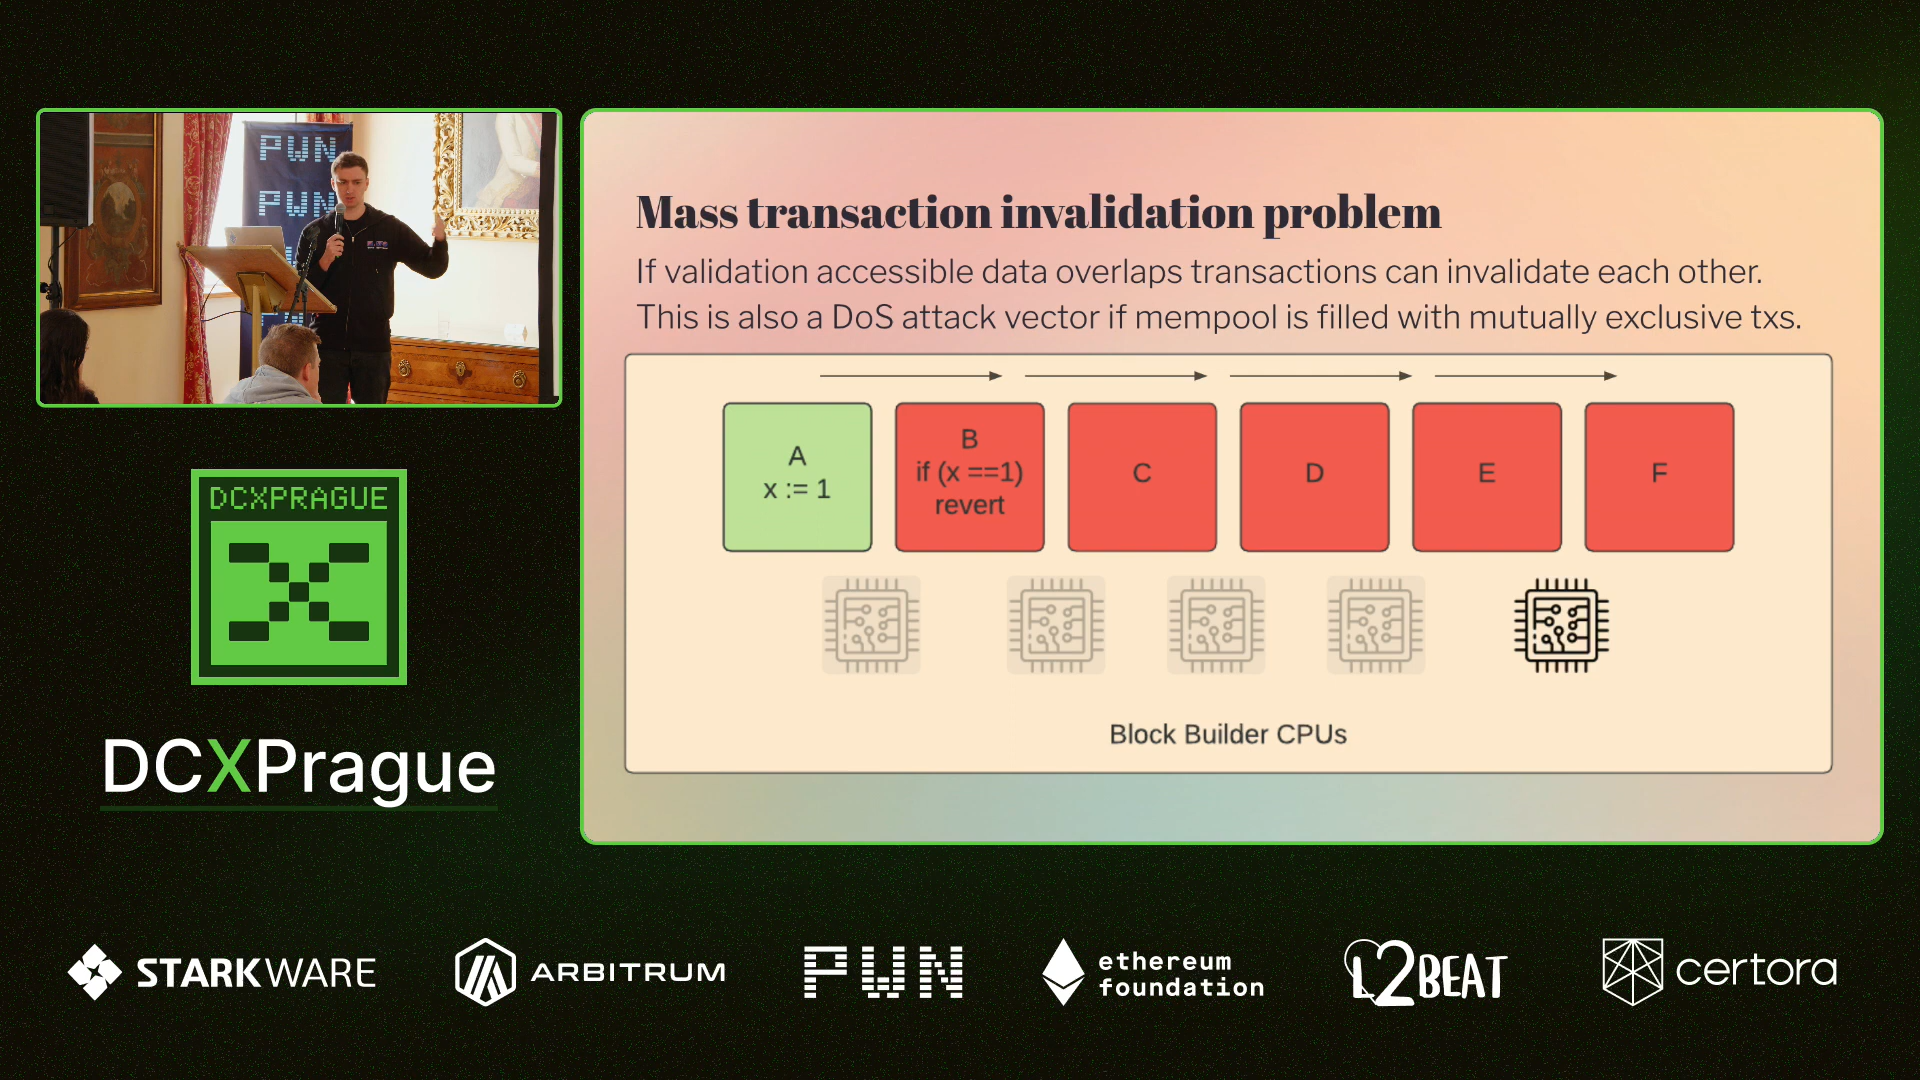 PWN
PWN
DCXPRAGUE
DCXPrague
Mass transaction invalidation problem
If validation accessible data overlaps transactions can invalidate each other.
This is also a DoS attack vector if mempool is filled with mutually exclusive txs.
A
x := 1
B
if (x ==1)
revert
C
D
E
F
Block Builder CPUs
STARKWARE
ARBITRUM
PWN
ethereum
foundation
L2BEAT
certora